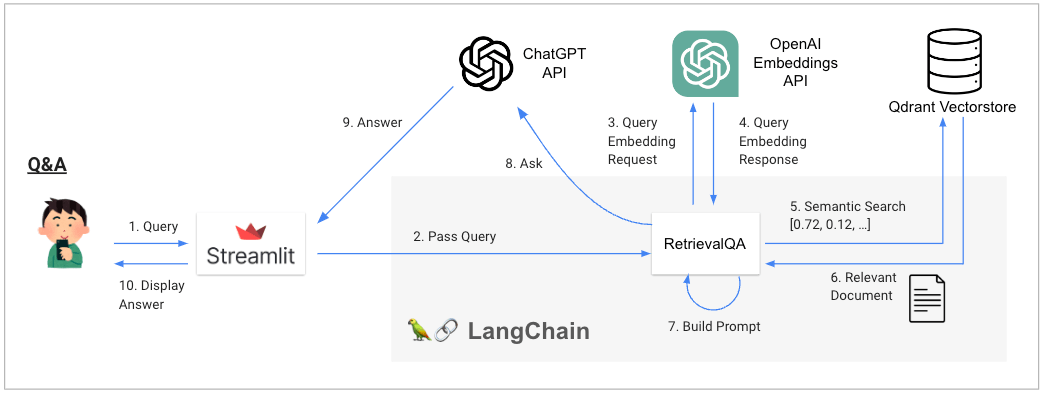 ChatGPT
API
OpenAI
Embeddings
API
Qdrant Vectorstore
9. Answer
3. Query
Embedding
Request
4. Query
Embedding
Response
8. Ask
Q&A
1. Query
Streamlit
10. Display
Answer
2. Pass Query
RetrievalQA
5. Semantic Search
[0.72, 0.12, ...]
6. Relevant
Document
7. Build Prompt
LangChain